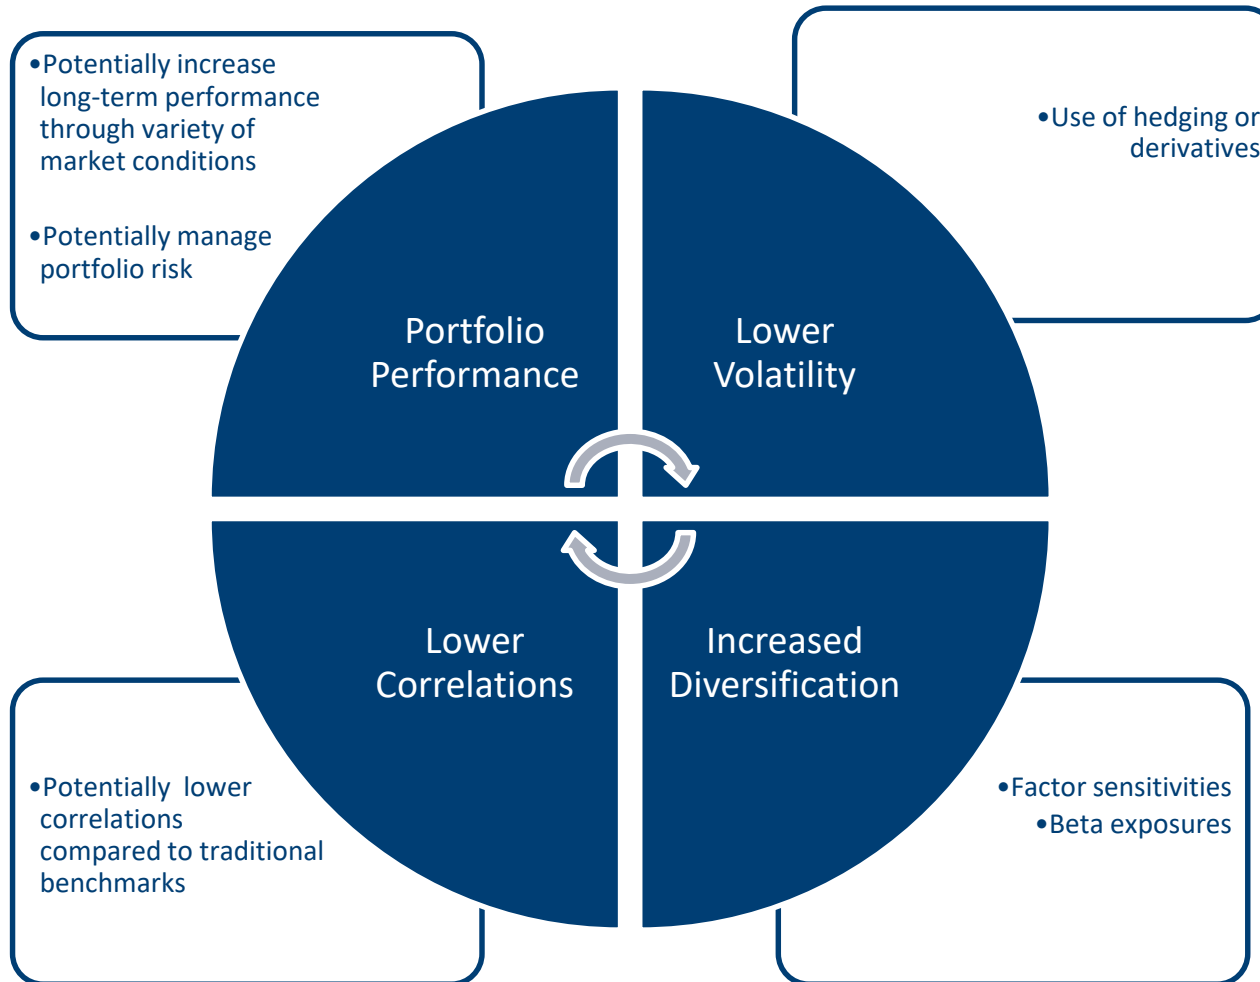 •Potentially increase
long-term performance
through variety of
market conditions
•Potentially manage
portfolio risk
•Use of hedging or
derivatives
Portfolio
Performance
Lower
Volatility
Lower
Correlations
Increased
Diversification
•Potentially  lower
correlations
compared to traditional
benchmarks
•Factor sensitivities
•Beta exposures